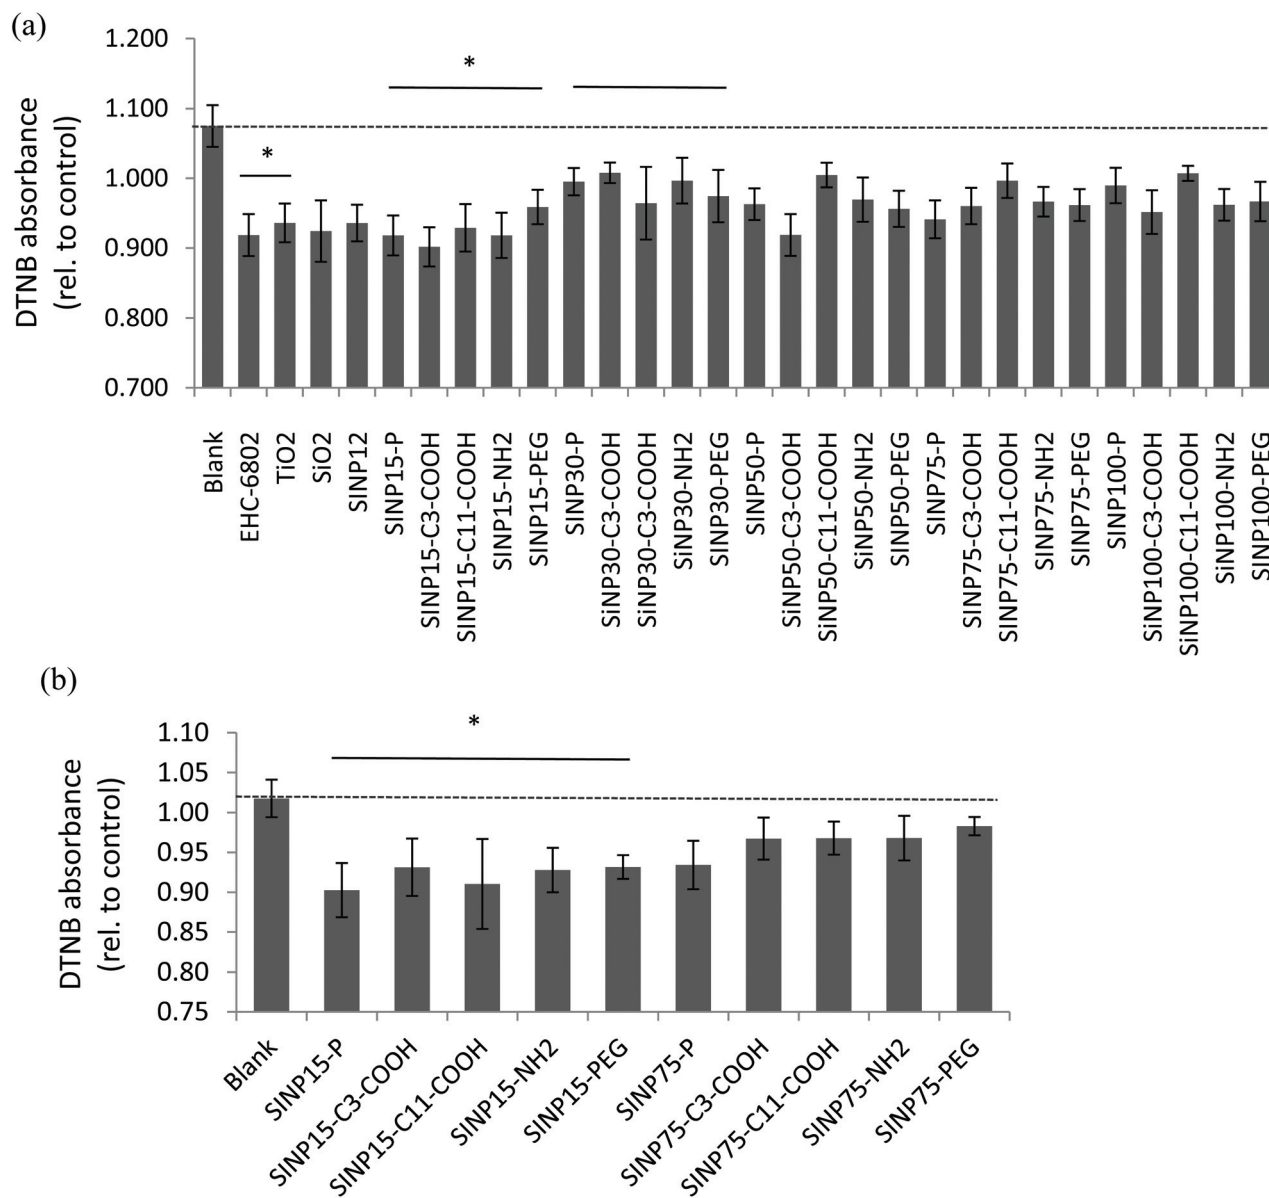 (a)
DTNB absorbance
(rel. to control)
1.200
1.100
1.000
0.900
0.800
0.700
*
*
Blank
EHC-6802
TiO2
SiO2
SINP12
SINP15-P
SINP15-C3-COOH
SINP15-C11-COOH
SINP15-NH2
SINP15-PEG
SINP30-P
SiNP30-C3-COOH
SiNP30-C3-COOH
SiNP30-NH2
SINP30-PEG
SINP50-P
SiNP50-C3-COOH
SINP50-C11-COOH
SiNP50-NH2
SINP50-PEG
SINP75-P
SINP75-C3-COOH
SINP75-C11-COOH
SINP75-NH2
SINP75-PEG
SINP100-P
SiNP100-C3-COOH
SiNP100-C11-COOH
SiNP100-NH2
SINP100-PEG
(b)
DTNB absorbance
(rel. to control)
1.10
1.05
1.00
0.95
0.90
0.85
0.80
0.75
*
Blank
SINP15-P
SINP15-C3-COOH
SINP15-C11-COOH
SINP15-NH2
SINP15-PEG
SINP75-P
SINP75-C3-COOH
SINP75-C11-COOH
SINP75-NH2
SINP75-PEG